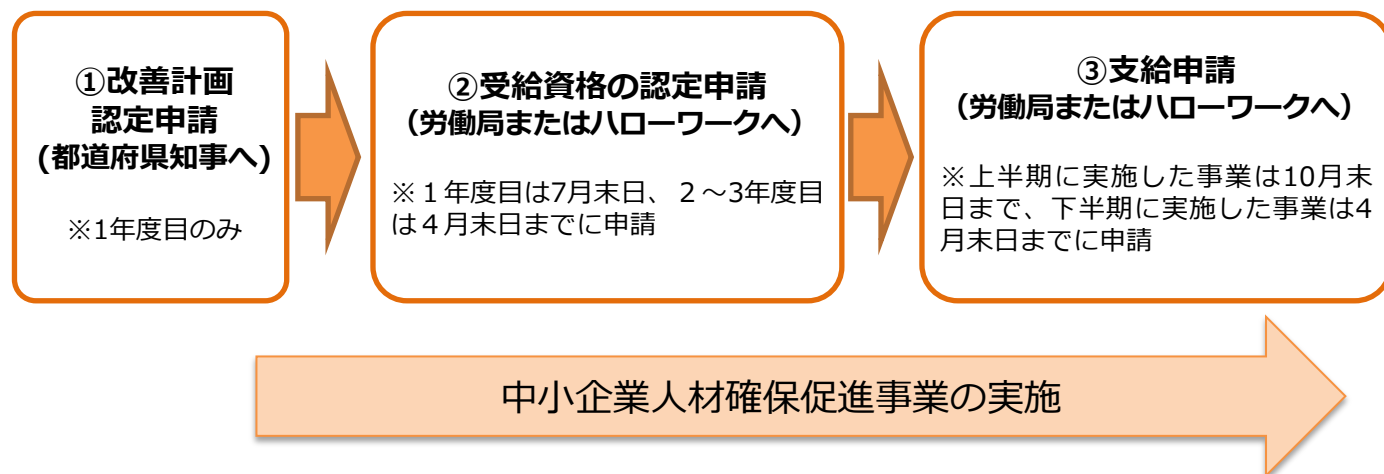 ①改善計画
認定申請
(都道府県知事へ)
※1年度目のみ
②受給資格の認定申請
（労働局またはハローワークへ）
※１年度目は7月末日、２～3年度目
は４月末日までに申請
③支給申請
（労働局またはハローワークへ）
※上半期に実施した事業は10月末
日まで、下半期に実施した事業は4
月末日までに申請
中小企業人材確保促進事業の実施